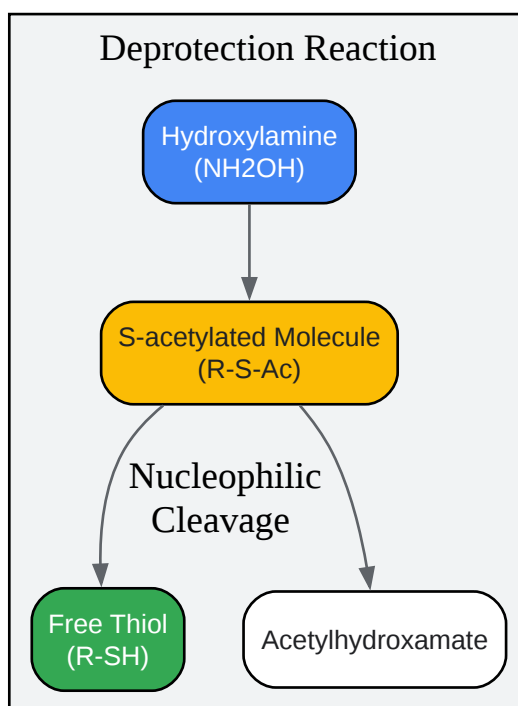 Deprotection Reaction
Hydroxylamine
(NH2OH)
S-acetylated Molecule
(R-S-Ac)
Nucleophilic
Cleavage
Free Thiol
(R-SH)
Acetylhydroxamate